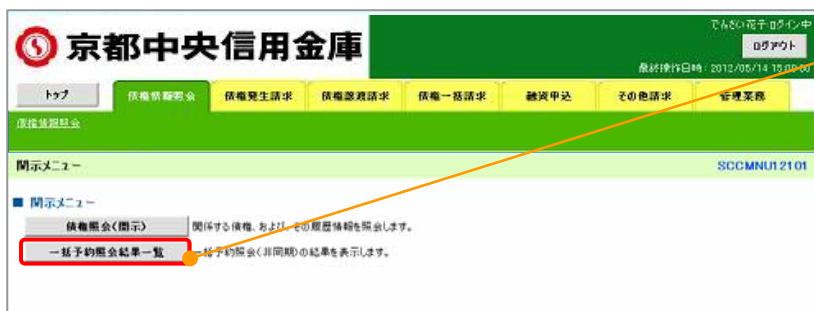 京都中央信用金庫
でんさい花子:ログイン中
ログアウト
最終操作日時：2012/05/14 15:00:00
トップ
債権情報照会
債権発生請求
債権譲渡請求
債権一括請求
融資申込
その他請求
管理業務
債権情報照会
開示メニュー
SCCMNU12101
■ 開示メニュー
債権照会（開示）
関係する債権、および、その履歴情報を照会します。
一括予約照会結果一覧
一括予約照会（非同期）の結果を表示します。